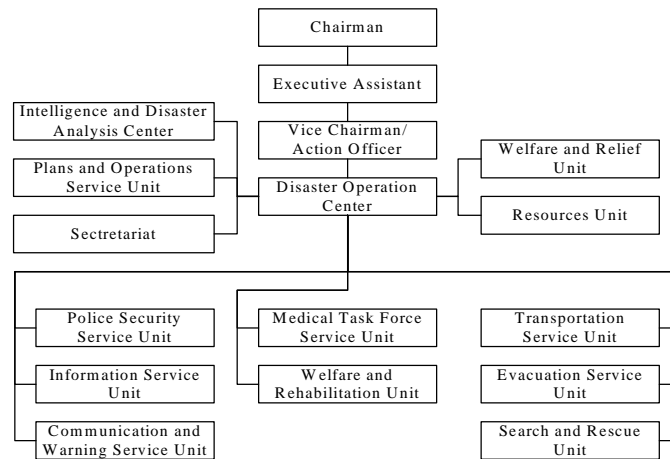 Chairman
Executive Assistant
Intelligence and Disaster
Analysis Center
Vice Chairman/
Action Officer
Welfare and Relief
Unit
Plans and Operations
Service Unit
Disaster Operation
Center
Resources Unit
Sectretariat
Police Security
Service Unit
Medical Task Force
Service Unit
Transportation
Service Unit
Information Service
Unit
Welfare and
Rehabilitation Unit
Evacuation Service
Unit
Communication and
Warning Service Unit
Search and Rescue
Unit